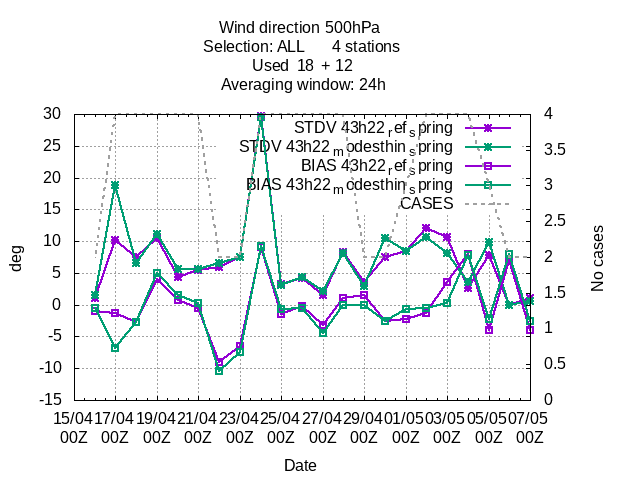 Wind direction 500hPa
Selection: ALL 4 stations
Used 18 + 12
Averaging window: 24h
STDV 43h22refspring
STDV 43h22modesthinspring
BIAS 43h22refspring
BIAS 43h22modesthinspring
CASES
30
25
20
15
10
5
0
-5
-10
-15
deg
4
3.5
3
2.5
2
1.5
1
0.5
0
No cases
15/04 17/04 19/04 21/04 23/04 25/04 27/04 29/04 01/05 03/05 05/05 07/05
00Z 00Z 00Z 00Z 00Z 00Z 00Z 00Z 00Z 00Z 00Z 00Z
Date